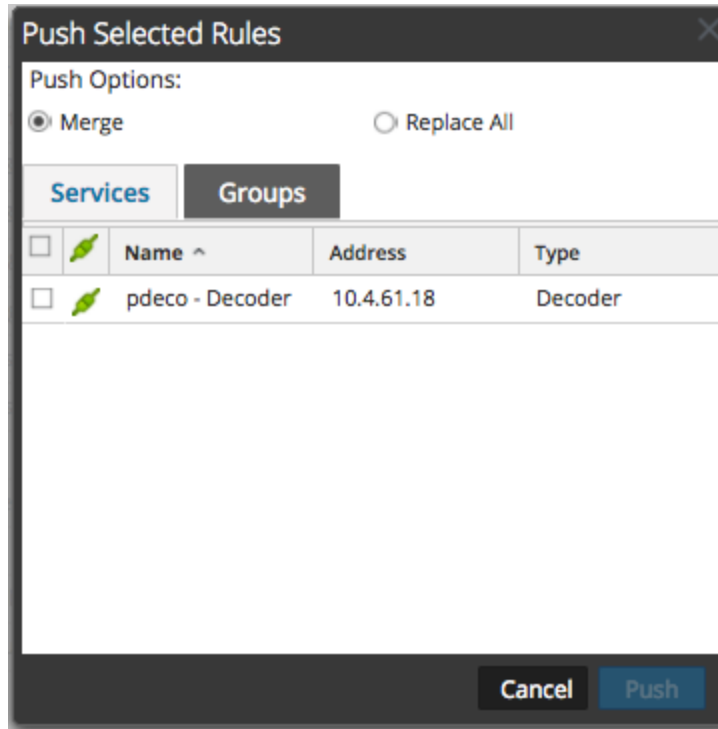 Push Selected Rules
Push Options:
Merge Replace All
Services Groups
Name Address Type
pdeco - Decoder 10.4.61.18 Decoder
Cancel Push